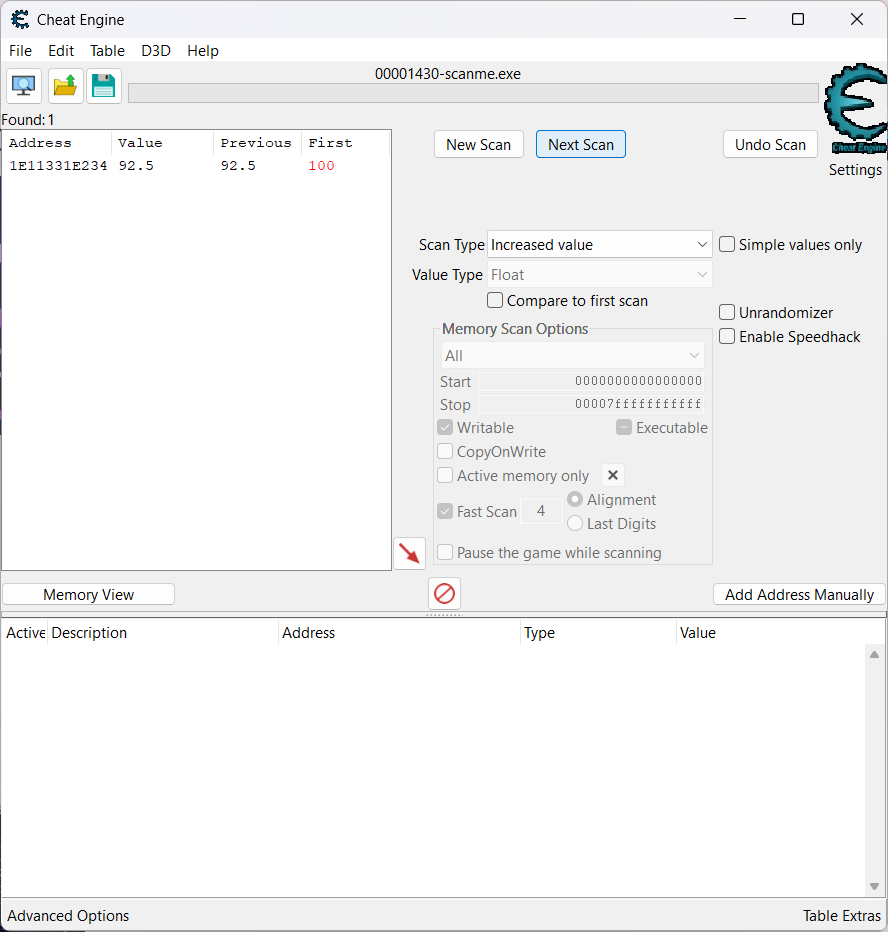 Cheat Engine
File Edit Table D3D Help
00001430-scanme.exe
Cheat Engine
Found: 1
Settings
Address Value Previous First
1E11331E234 92.5 92.5 100
New Scan Next Scan Undo Scan
Scan Type Increased value Simple values only
Value Type Float
Compare to first scan
Unrandomizer
Enable Speedhack
Memory Scan Options
All
Start 0000000000000000
Stop 00007fffffffffff
Writable Executable
CopyOnWrite
Active memory only
Fast Scan 4 Alignment
Last Digits
Pause the game while scanning
Memory View Add Address Manually
Active Description Address Type Value
Advanced Options Table Extras